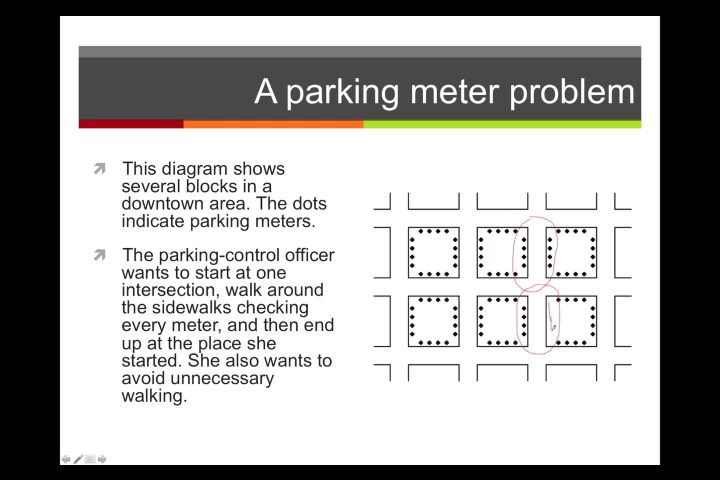 A parking meter problem
This diagram shows
several blocks in a
downtown area. The dots
indicate parking meters.
The parking-control officer
wants to start at one
intersection, walk around
the sidewalks checking
every meter, and then end
up at the place she
started. She also wants to
avoid unnecessary
walking.